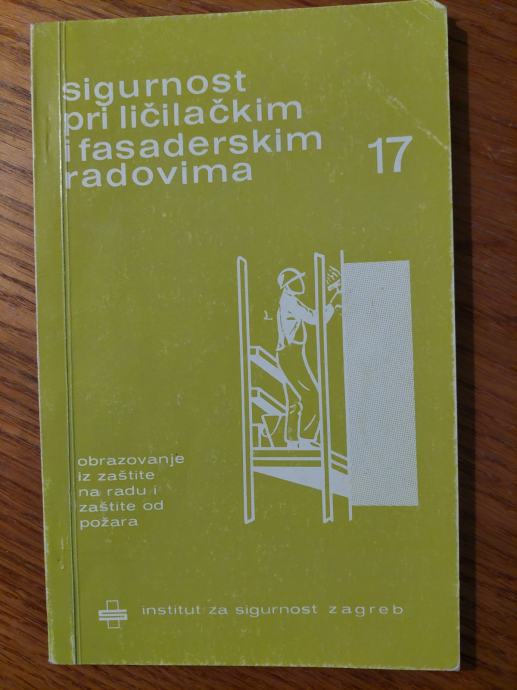 sigurnost
pri ličilačkim
i fasaderskim
radovima
17
obrazovanje
iz zaštite
na radu i
zaštite od
požara
institut za sigurnost zagreb